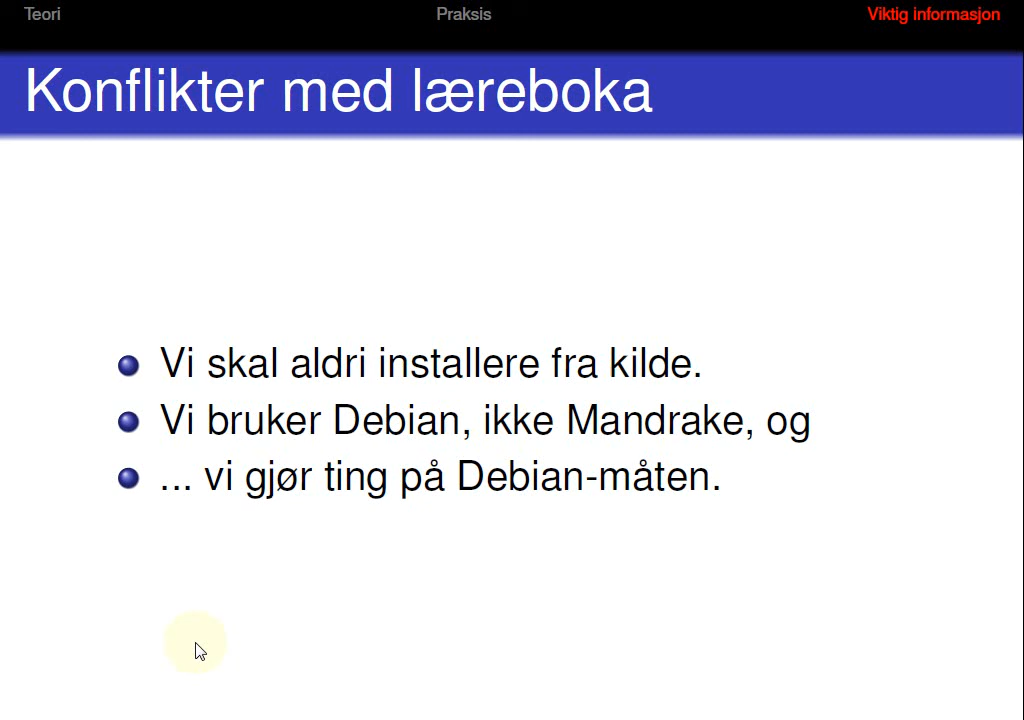 Teori Praksis Viktig informasjon
Konflikter med læreboka
Vi skal aldri installere fra kilde.
Vi bruker Debian, ikke Mandrake, og
... vi gjør ting på Debian-måten.